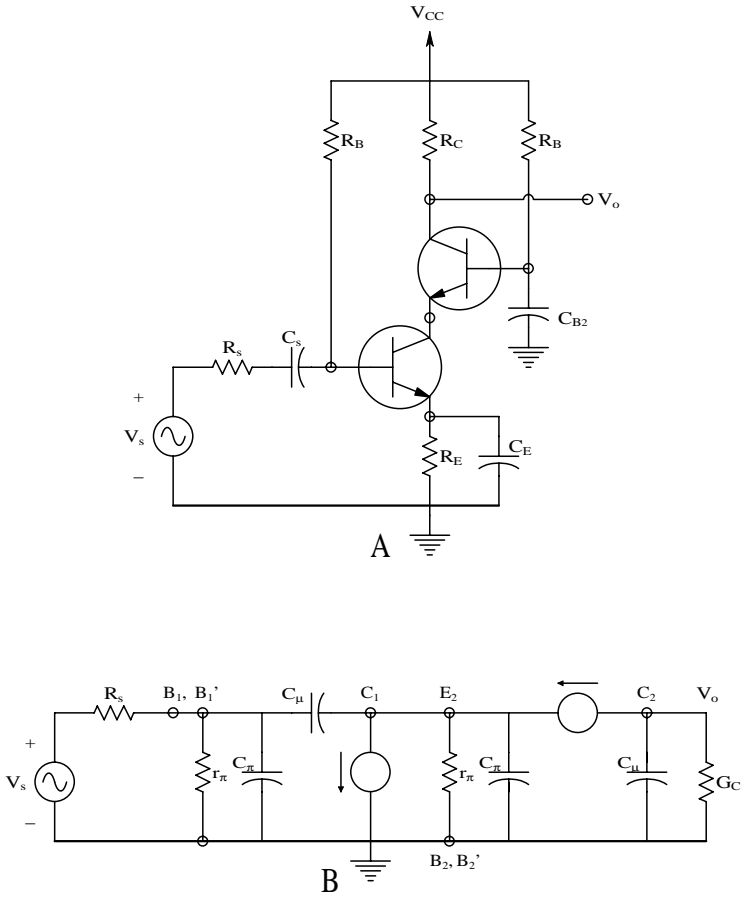 V_CC
R_B R_C R_B
V_o
C_B2
C_s
R_s
+
V_s
−
R_E C_E
A
R_s B_1, B_1' C_μ C_1 E_2 C_2 V_o
+
V_s
−
r_π C_π r_π C_π C_μ G_C
B_2, B_2'
B